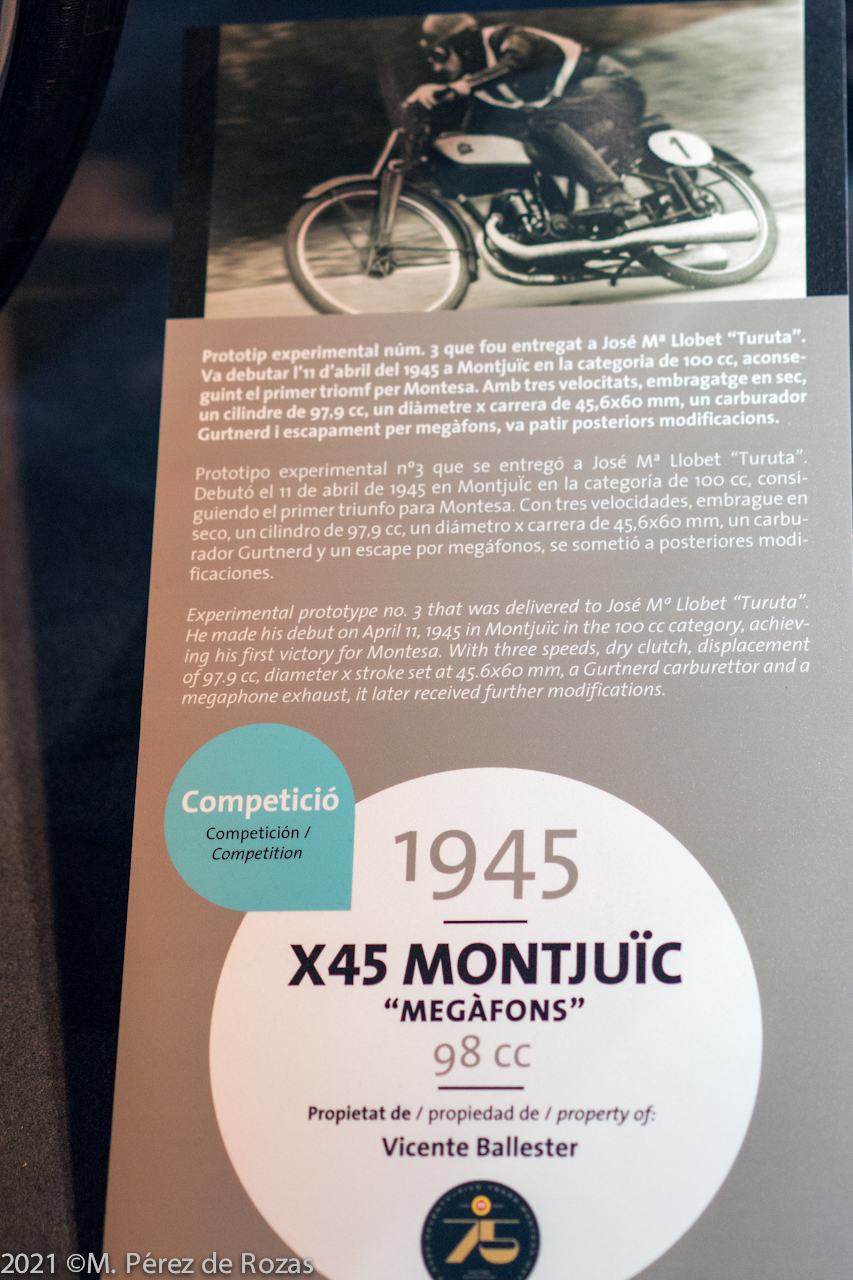 1
Prototip experimental núm. 3 que fou entregat a José Mª Llobet “Turuta”.
Va debutar l’11 d’abril del 1945 a Montjuïc en la categoria de 100 cc, aconse-
guint el primer triomf per Montesa. Amb tres velocitats, embragatge en sec,
un cilindre de 97,9 cc, un diàmetre x carrera de 45,6x60 mm, un carburador
Gurtnerd i escapament per megàfons, va patir posteriors modificacions.
Prototipo experimental nº3 que se entregó a José Mª Llobet “Turuta”.
Debutó el 11 de abril de 1945 en Montjuïc en la categoría de 100 cc, consi-
guiendo el primer triunfo para Montesa. Con tres velocidades, embrague en
seco, un cilindro de 97,9 cc, un diámetro x carrera de 45,6x60 mm, un carbu-
rador Gurtnerd y un escape por megáfonos, se sometió a posteriores modi-
ficaciones.
Experimental prototype no. 3 that was delivered to José Mª Llobet “Turuta”.
He made his debut on April 11, 1945 in Montjuïc in the 100 cc category, achiev-
ing his first victory for Montesa. With three speeds, dry clutch, displacement
of 97.9 cc, diameter x stroke set at 45.6x60 mm, a Gurtnerd carburettor and a
megaphone exhaust, it later received further modifications.
Competició
Competición /
Competition
1945
X45 MONTJUÏC
“MEGÀFONS”
98 cc
Propietat de / propiedad de / property of:
Vicente Ballester
75
2021 ©M. Pérez de Rozas